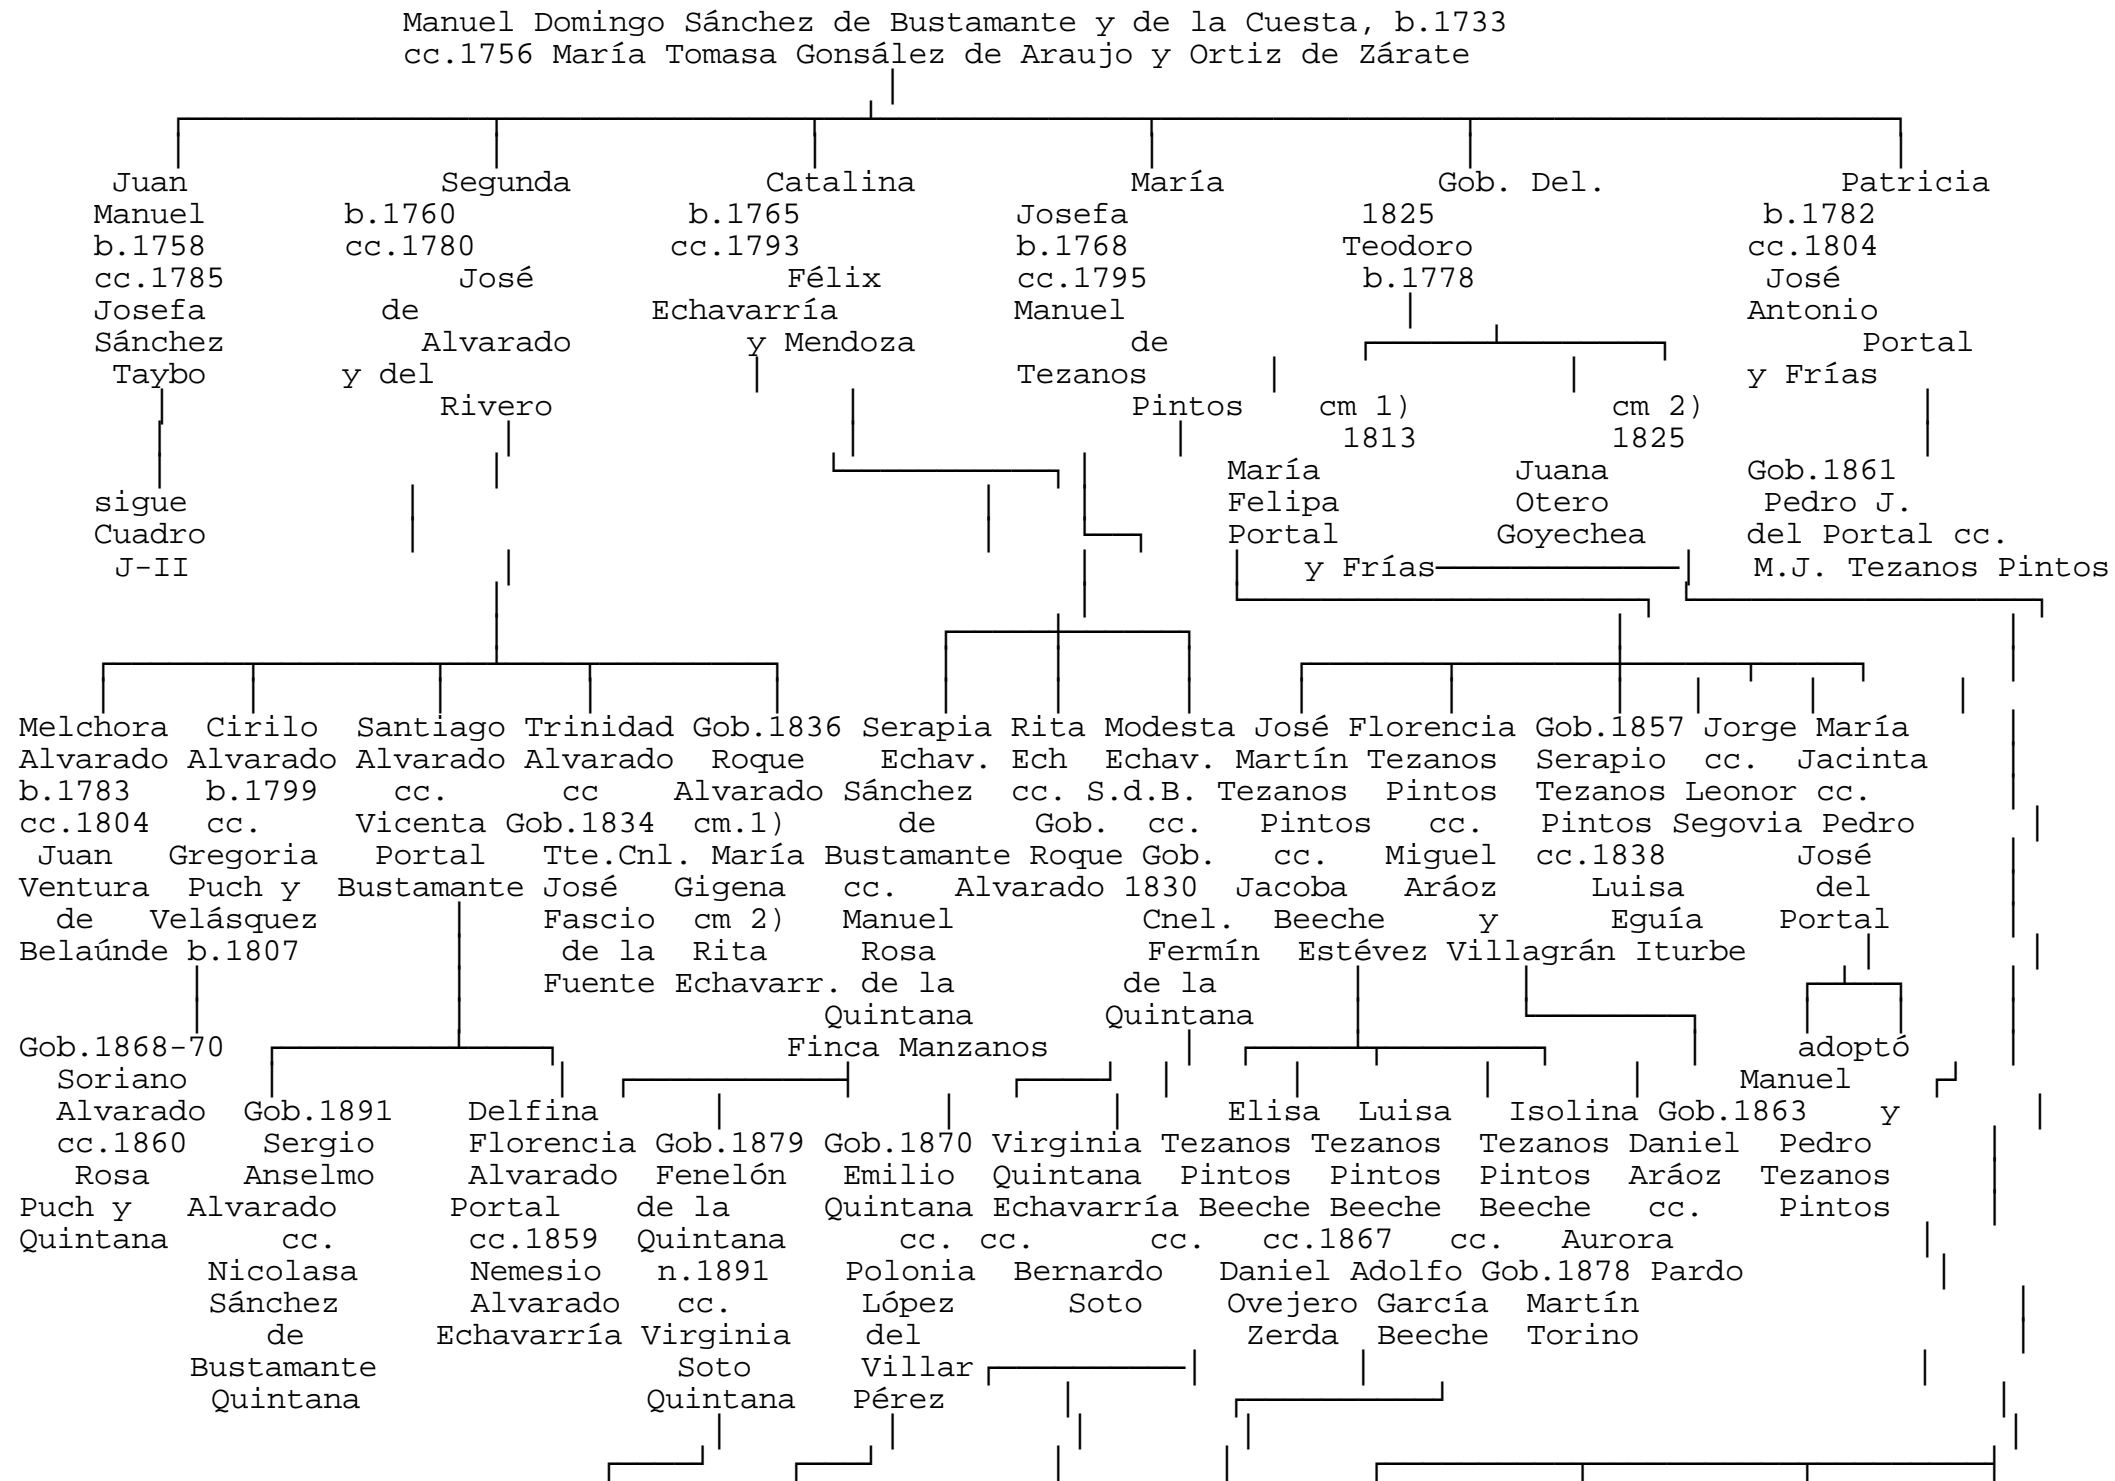 Manuel Domingo Sánchez de Bustamante y de la Cuesta, b.1733
cc.1756 María Tomasa Gonsález de Araujo y Ortiz de Zárate
Juan Segunda Catalina María Gob. Del. Patricia
Manuel b.1760 b.1765 Josefa 1825 b.1782
b.1758 cc.1780 cc.1793 b.1768 Teodoro cc.1804
cc.1785 José Félix cc.1795 b.1778 José
Josefa de Echavarría Manuel Antonio
Sánchez Alvarado y Mendoza de Portal
Taybo y del Tezanos y Frías
Rivero Pintos cm 1) cm 2)
1813 1825
María Juana Gob.1861
sigue Felipa Otero Pedro J.
Cuadro Portal Goyechea del Portal cc.
J-II y Frías M.J. Tezanos Pintos
Melchora Cirilo Santiago Trinidad Gob.1836 Serapia Rita Modesta José Florencia Gob.1857 Jorge María
Alvarado Alvarado Alvarado Alvarado Roque Echav. Ech Echav. Martín Tezanos Serapio cc. Jacinta
b.1783 b.1799 cc. cc Alvarado Sánchez cc. S.d.B. Tezanos Pintos Tezanos Leonor cc.
cc.1804 cc. Vicenta Gob.1834 cm.1) de Gob. cc. Pintos cc. Pintos Segovia Pedro
Juan Gregoria Portal Tte.Cnl. María Bustamante Roque Gob. cc. Miguel cc.1838 José
Ventura Puch y Bustamante José Gigena cc. Alvarado 1830 Jacoba Aráoz Luisa del
de Velásquez Fascio cm 2) Manuel Cnel. Beeche y Eguía Portal
Belaúnde b.1807 de la Rita Rosa Fermín Estévez Villagrán Iturbe
Fuente Echavarr. de la de la
Quintana Quintana
Gob.1868-70 Finca Manzanos adoptó
Soriano Manuel
Alvarado Gob.1891 Delfina Elisa Luisa Isolina Gob.1863 y
cc.1860 Sergio Florencia Gob.1879 Gob.1870 Virginia Tezanos Tezanos Tezanos Daniel Pedro
Rosa Anselmo Alvarado Fenelón Emilio Quintana Pintos Pintos Pintos Aráoz Tezanos
Puch y Alvarado Portal de la Quintana Echavarría Beeche Beeche Beeche cc. Pintos
Quintana cc. cc.1859 Quintana cc. cc. cc. cc.1867 cc. Aurora
Nicolasa Nemesio n.1891 Polonia Bernardo Daniel Adolfo Gob.1878 Pardo
Sánchez Alvarado cc. López Soto Ovejero García Martín
de Echavarría Virginia del Zerda Beeche Torino
Bustamante Soto Villar
Quintana Quintana Pérez